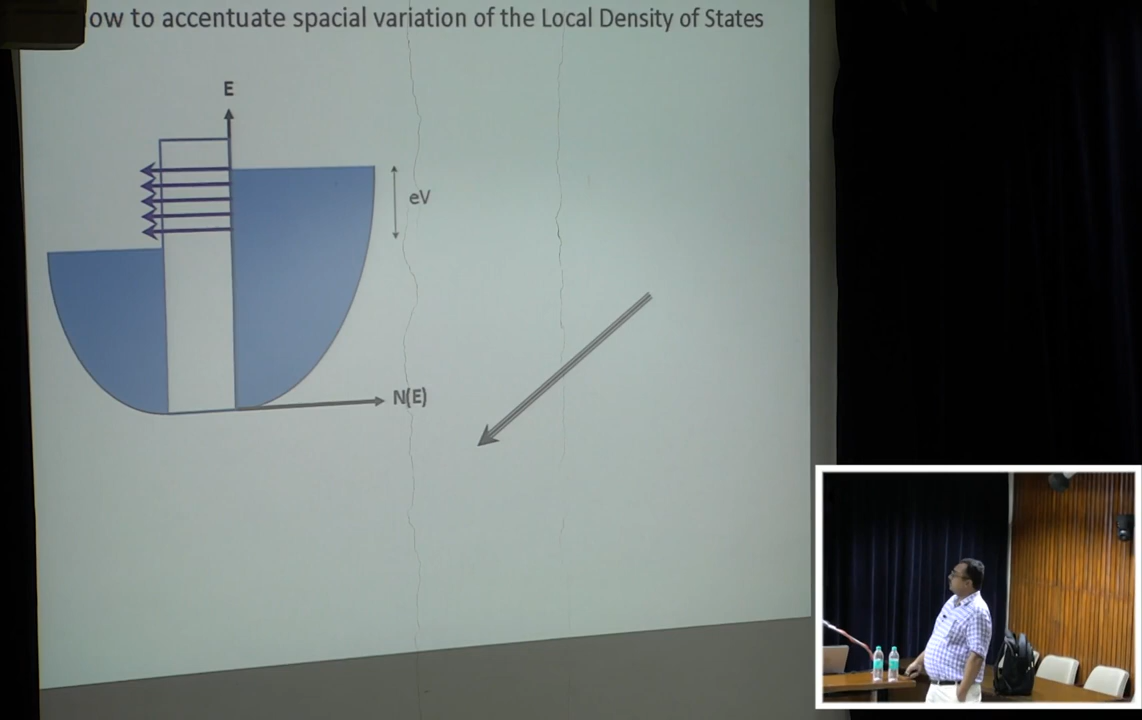 ow to accentuate spacial variation of the Local Density of States
E
eV
N(E)